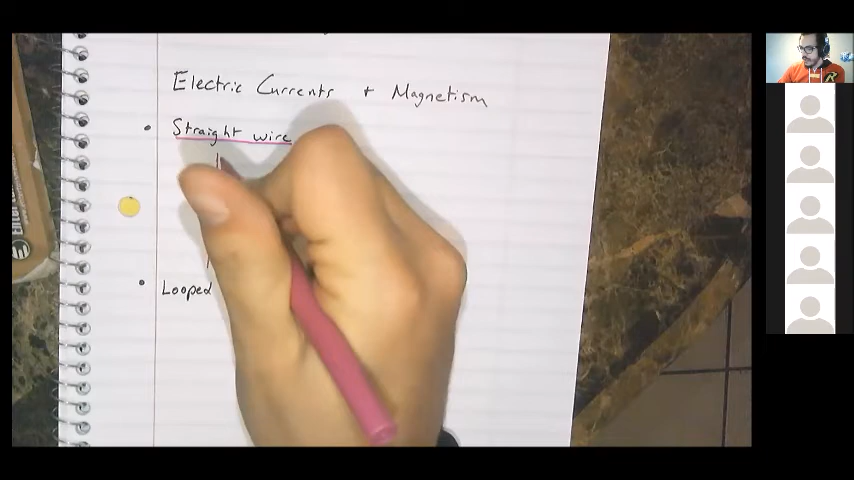 Electric Currents + Magnetism
• Straight wire
• Looped